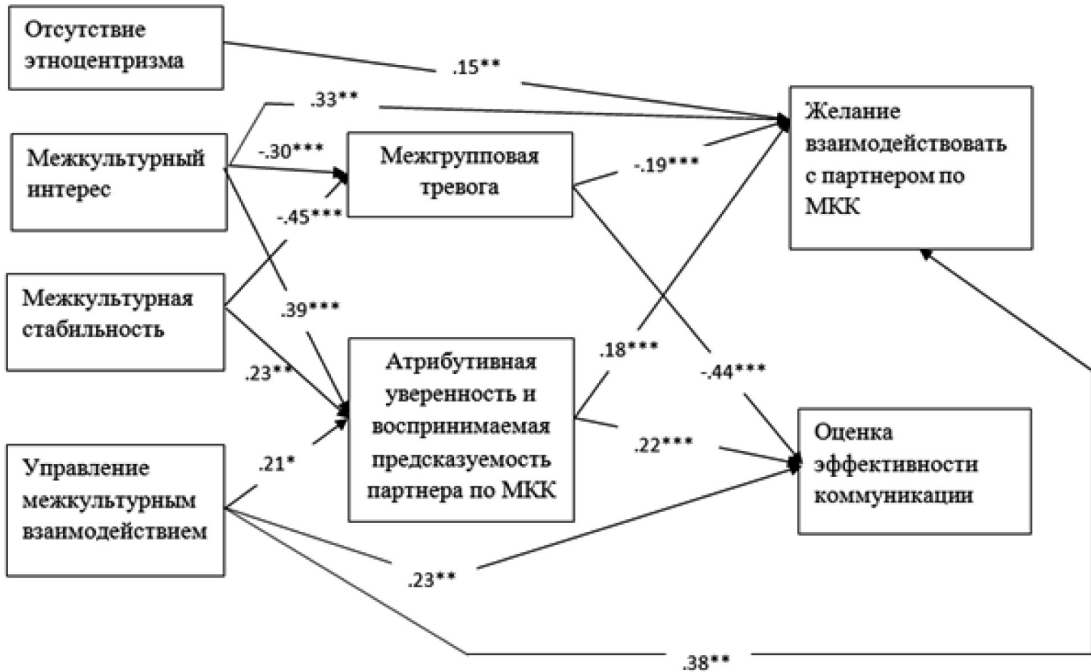 Отсутствие
этноцентризма
.15**
.33**
Желание
взаимодействовать
с партнером по
МКК
Межкультурный
интерес
-.30***
Межгрупповая
тревога
-.19***
-.45***
Межкультурная
стабильность
.39***
.23**
Атрибутивная
уверенность и
воспринимаемая
предсказуемость
партнера по МКК
.18***
-.44***
.22***
Оценка
эффективности
коммуникации
Управление
межкультурным
взаимодействием
.21*
.23**
.38**